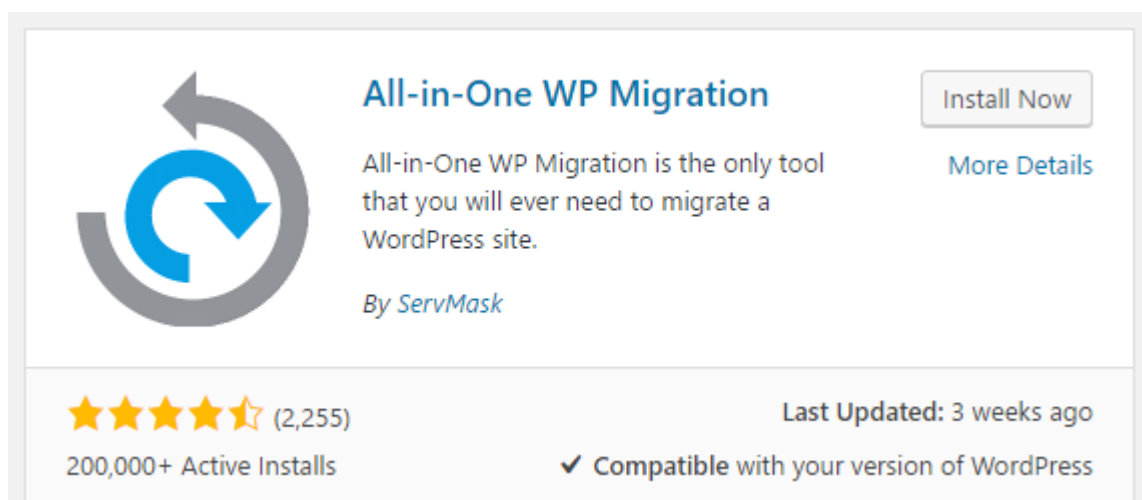 All-in-One WP Migration
Install Now
More Details
All-in-One WP Migration is the only tool
that you will ever need to migrate a
WordPress site.
By ServMask
(2,255)
Last Updated: 3 weeks ago
200,000+ Active Installs
✓ Compatible with your version of WordPress